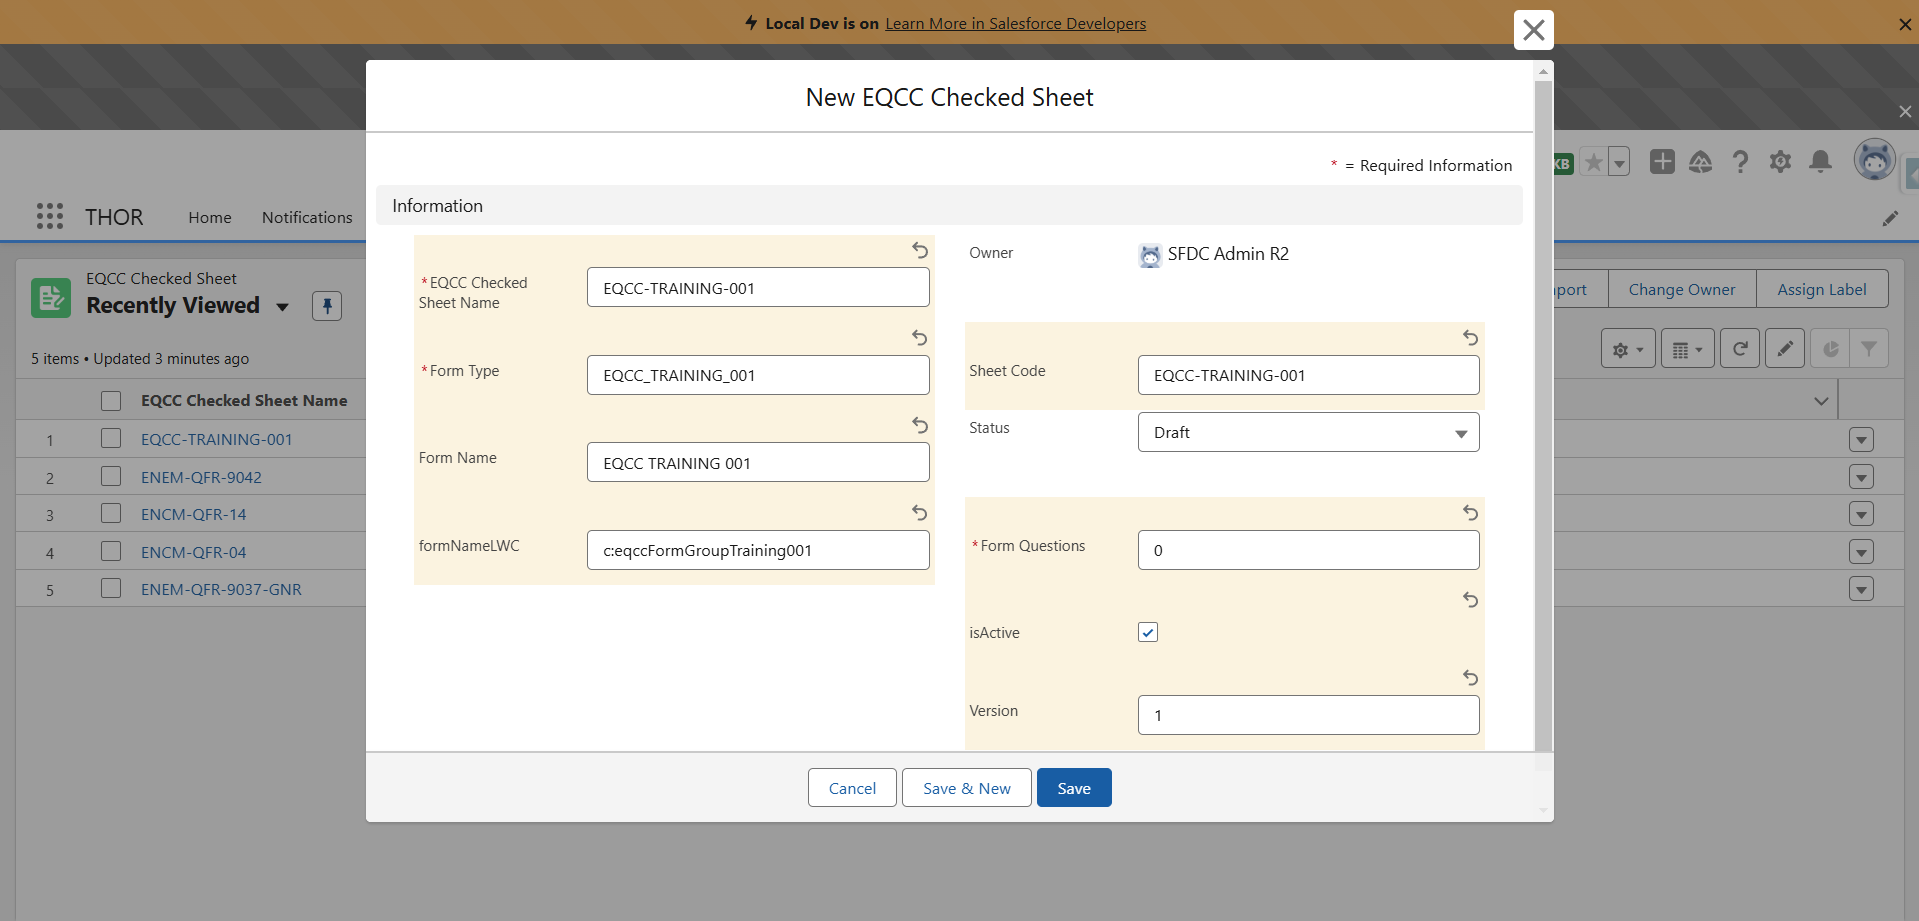 Local Dev is on Learn More in Salesforce Developers
New EQCC Checked Sheet
* = Required Information
Information
*EQCC Checked Sheet Name
EQCC-TRAINING-001
*Form Type
EQCC_TRAINING_001
Form Name
EQCC TRAINING 001
formNameLWC
c:eqccFormGroupTraining001
Owner
SFDC Admin R2
Sheet Code
EQCC-TRAINING-001
Status
Draft
*Form Questions
0
isActive
Version
1
Cancel
Save & New
Save
THOR
Home
Notifications
EQCC Checked Sheet
Recently Viewed
5 items • Updated 3 minutes ago
Change Owner
Assign Label
EQCC Checked Sheet Name
1 EQCC-TRAINING-001
2 ENEM-QFR-9042
3 ENCM-QFR-14
4 ENCM-QFR-04
5 ENEM-QFR-9037-GNR